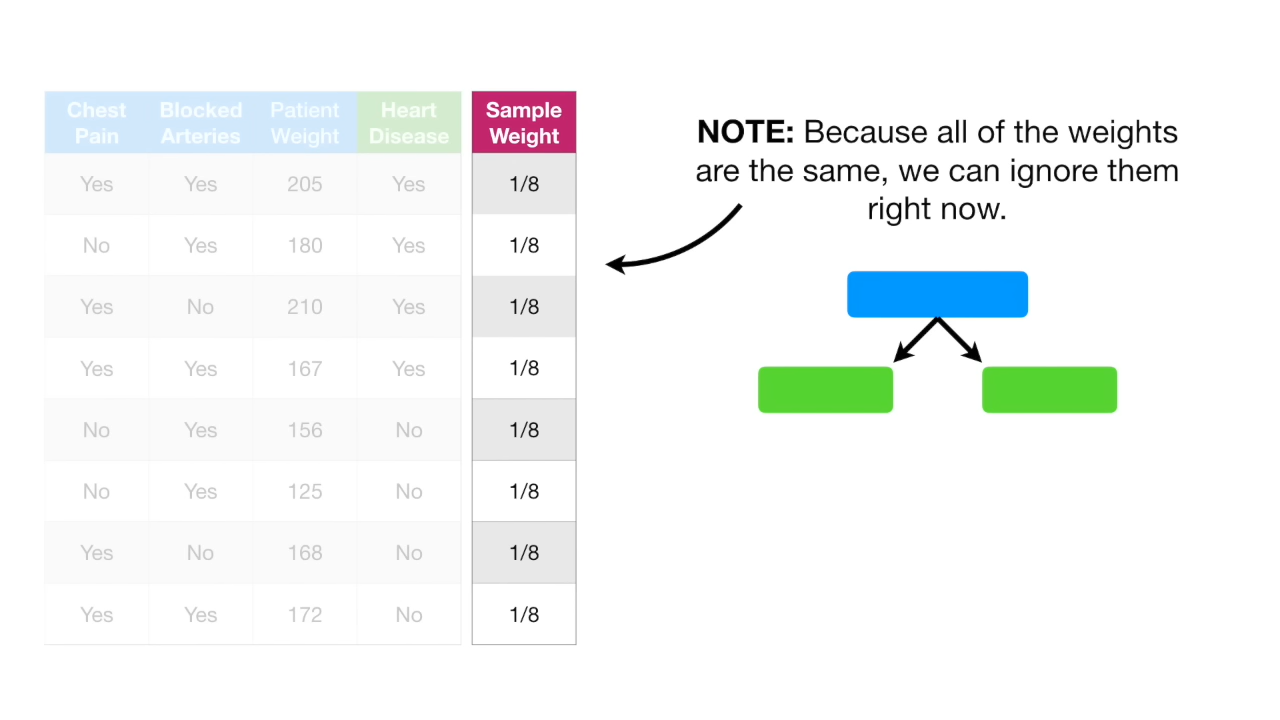 Chest Pain Blocked Arteries Patient Weight Heart Disease Sample Weight
Yes Yes 205 Yes 1/8
No Yes 180 Yes 1/8
Yes No 210 Yes 1/8
Yes Yes 167 Yes 1/8
No Yes 156 No 1/8
No Yes 125 No 1/8
Yes No 168 No 1/8
Yes Yes 172 No 1/8
NOTE: Because all of the weights
are the same, we can ignore them
right now.